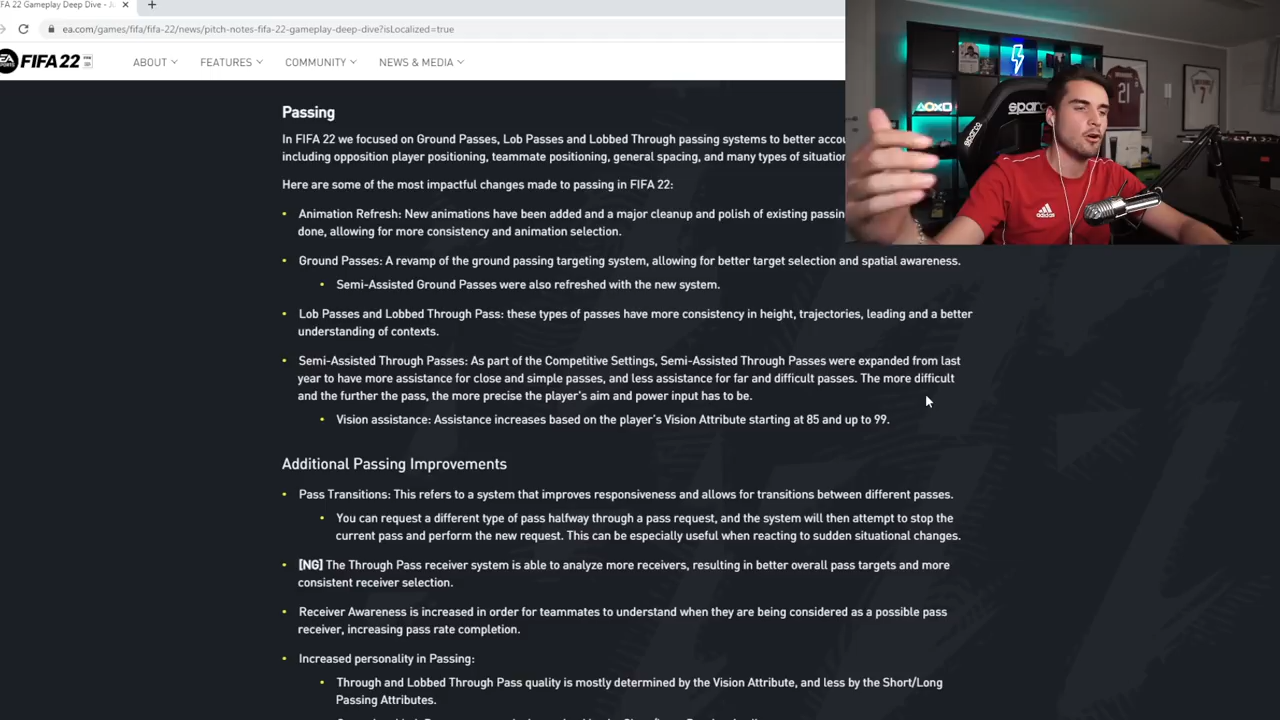 FA 22 Gameplay Deep Dive -
ea.com/games/fifa/fifa-22/news/pitch-notes-fifa-22-gameplay-deep-dive?isLocalized=true
EA SPORTS FIFA 22
ABOUT FEATURES COMMUNITY NEWS & MEDIA
sparco
21
7
Passing
In FIFA 22 we focused on Ground Passes, Lob Passes and Lobbed Through passing systems to better
including opposition player positioning, teammate positioning, general spacing, and many types of
Here are some of the most impactful changes made to passing in FIFA 22:
• Animation Refresh: New animations have been added and a major cleanup and polish of existing
done, allowing for more consistency and animation selection.
• Ground Passes: A revamp of the ground passing targeting system, allowing for better target selection and spatial awareness.
• Semi-Assisted Ground Passes were also refreshed with the new system.
• Lob Passes and Lobbed Through Pass: these types of passes have more consistency in height, trajectories, leading and a better
understanding of contexts.
• Semi-Assisted Through Passes: As part of the Competitive Settings, Semi-Assisted Through Passes were expanded from last
year to have more assistance for close and simple passes, and less assistance for far and difficult passes. The more difficult
and the further the pass, the more precise the player's aim and power input has to be.
• Vision assistance: Assistance increases based on the player's Vision Attribute starting at 85 and up to 99.
Additional Passing Improvements
• Pass Transitions: This refers to a system that improves responsiveness and allows for transitions between different passes.
• You can request a different type of pass halfway through a pass request, and the system will then attempt to stop the
current pass and perform the new request. This can be especially useful when reacting to sudden situational changes.
• [NG] The Through Pass receiver system is able to analyze more receivers, resulting in better overall pass targets and more
consistent receiver selection.
• Receiver Awareness is increased in order for teammates to understand when they are being considered as a possible pass
receiver, increasing pass rate completion.
• Increased personality in Passing:
• Through and Lobbed Through Pass quality is mostly determined by the Vision Attribute, and less by the Short/Long
Passing Attributes.